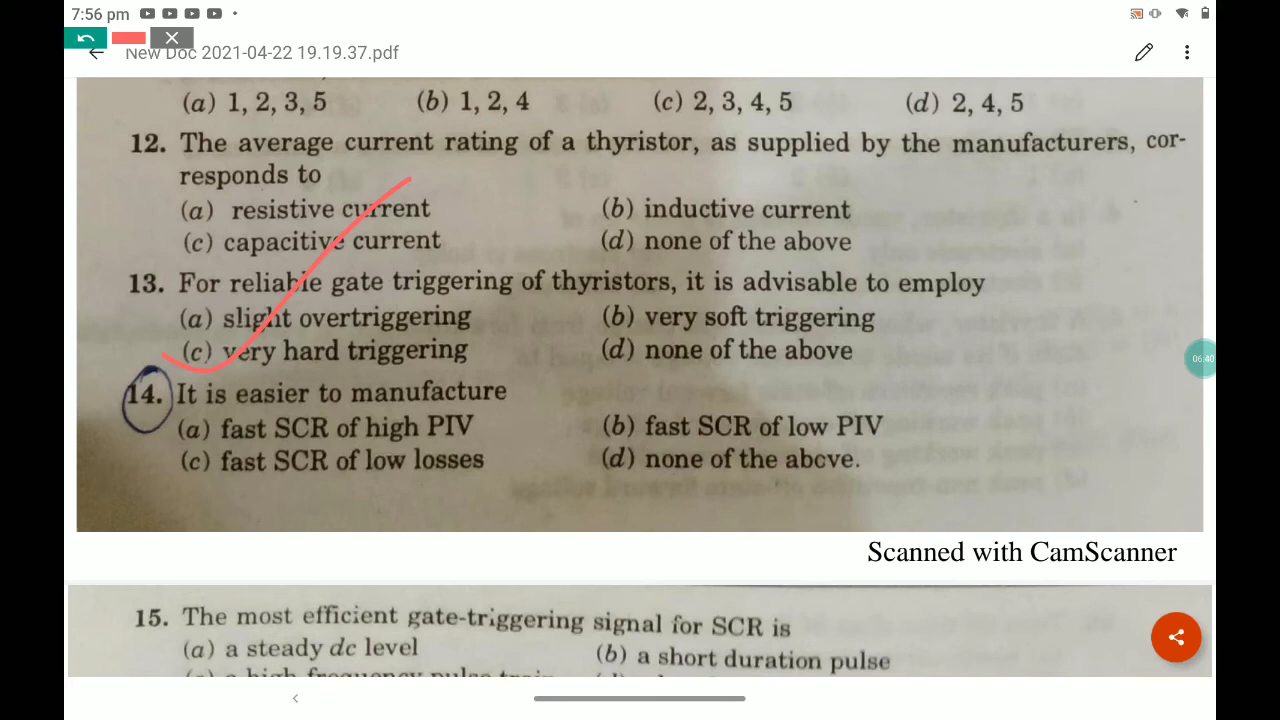 7:56 pm
New Doc 2021-04-22 19.19.37.pdf
(a) 1, 2, 3, 5 (b) 1, 2, 4 (c) 2, 3, 4, 5 (d) 2, 4, 5
12. The average current rating of a thyristor, as supplied by the manufacturers, cor-
responds to
(a) resistive current (b) inductive current
(c) capacitive current (d) none of the above
13. For reliable gate triggering of thyristors, it is advisable to employ
(a) slight overtriggering (b) very soft triggering
(c) very hard triggering (d) none of the above
14. It is easier to manufacture
(a) fast SCR of high PIV (b) fast SCR of low PIV
(c) fast SCR of low losses (d) none of the above.
06:40
Scanned with CamScanner
15. The most efficient gate-triggering signal for SCR is
(a) a steady dc level (b) a short duration pulse